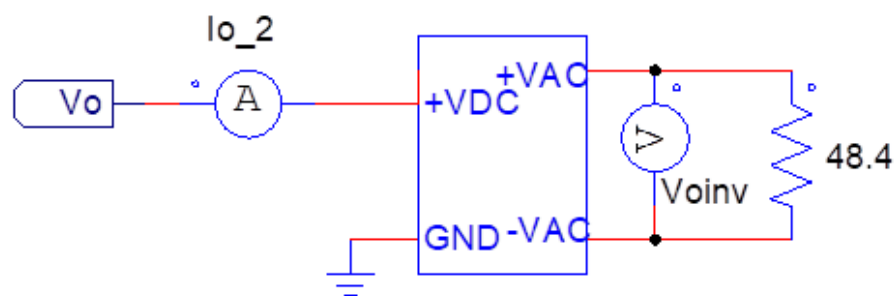 Io_2
Vo
A
+VDC
+VAC
V
Voinv
48.4
GND
-VAC